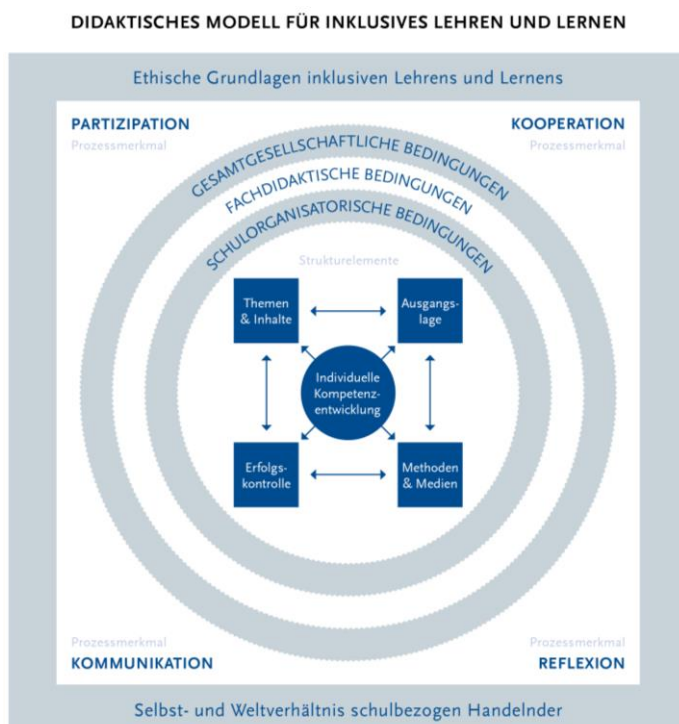 DIDAKTISCHES MODELL FÜR INKLUSIVES LEHREN UND LERNEN
Ethische Grundlagen inklusiven Lehrens und Lernens
PARTIZIPATION
Prozessmerkmal
KOOPERATION
Prozessmerkmal
GESAMTGESELLSCHAFTLICHE BEDINGUNGEN
FACHDIDAKTISCHE BEDINGUNGEN
SCHULORGANISATORISCHE BEDINGUNGEN
Strukturelemente
Themen
& Inhalte
Ausgangs-
lage
Individuelle
Kompetenz-
entwicklung
Erfolgs-
kontrolle
Methoden
& Medien
Prozessmerkmal
KOMMUNIKATION
Prozessmerkmal
REFLEXION
Selbst- und Weltverhältnis schulbezogen Handelnder